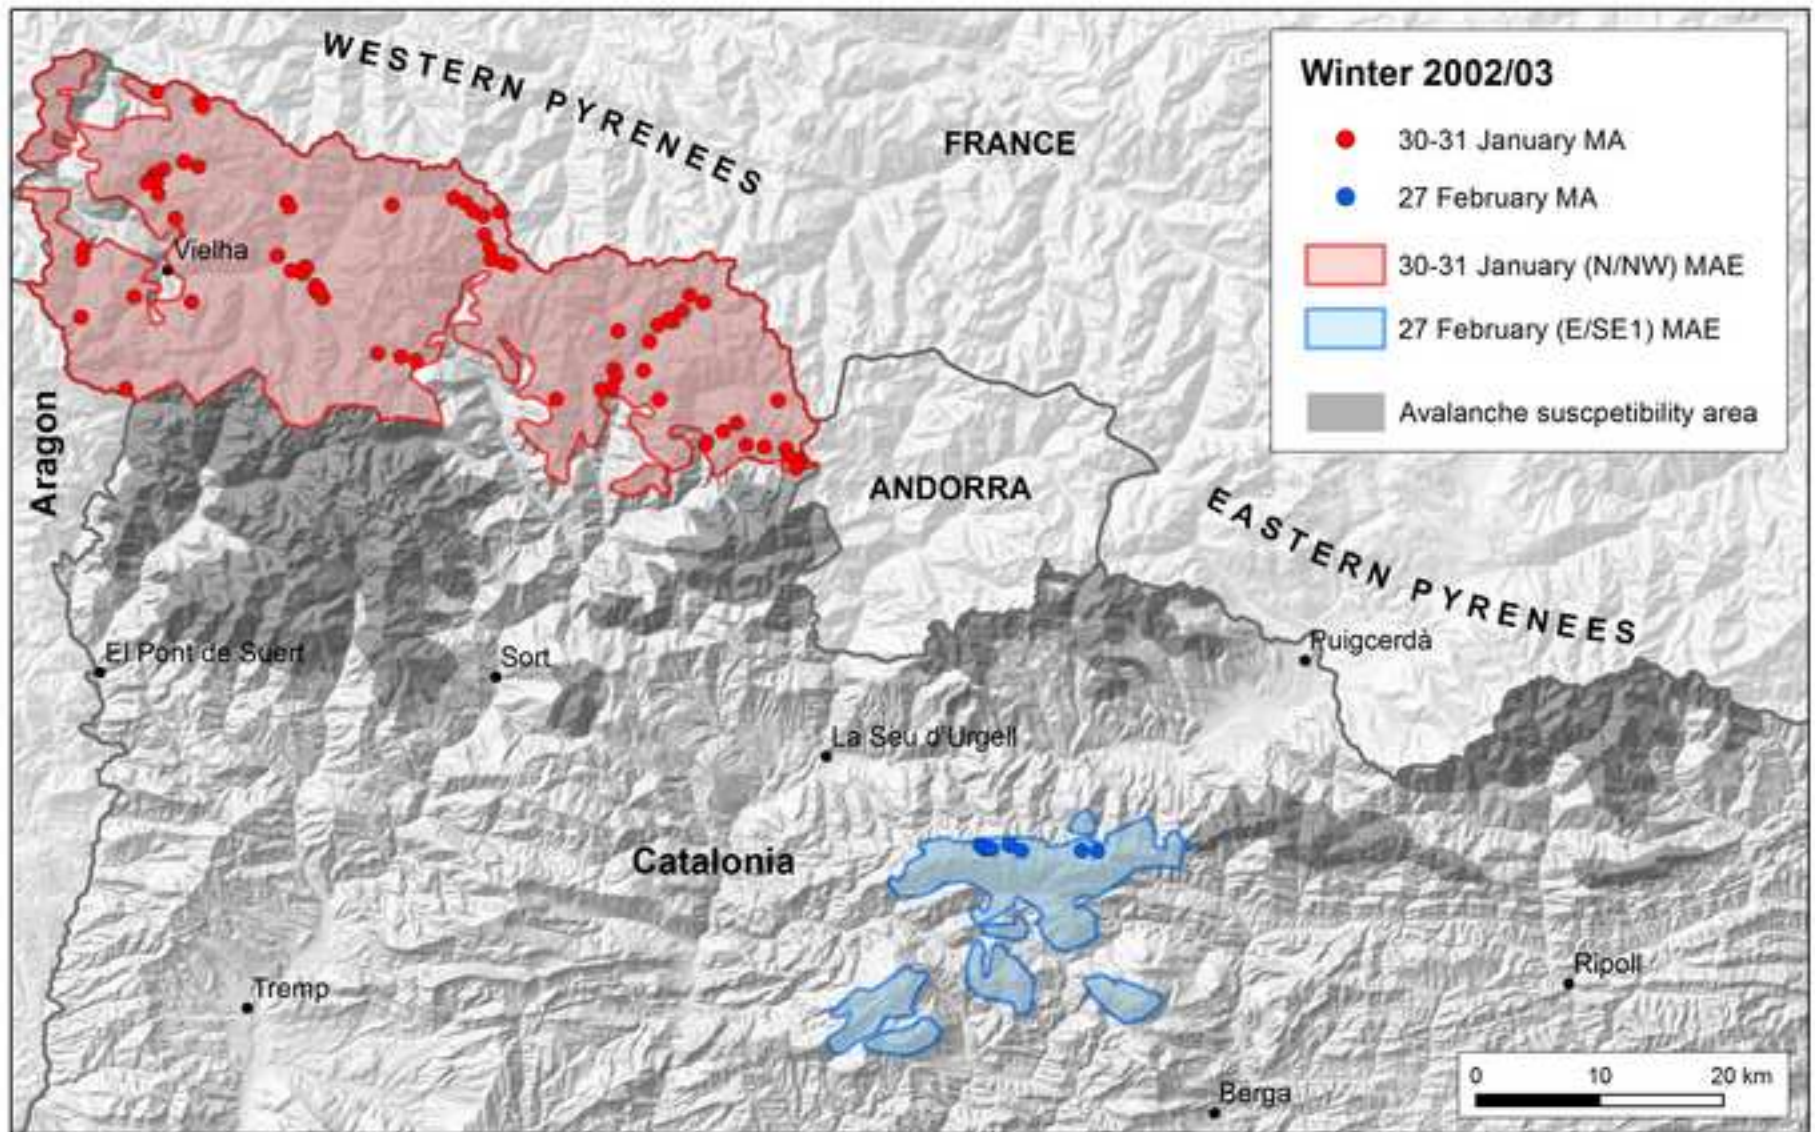 WESTERN PYRENEES
FRANCE
Winter 2002/03
30-31 January MA
27 February MA
30-31 January (N/NW) MAE
27 February (E/SE1) MAE
Avalanche suscpetibility area
Vielha
Aragon
ANDORRA
EASTERN PYRENEES
El Pont de Suert
Sort
Puigcerdà
La Seu d'Urgell
Catalonia
Tremp
Ripoll
Berga
0 10 20 km